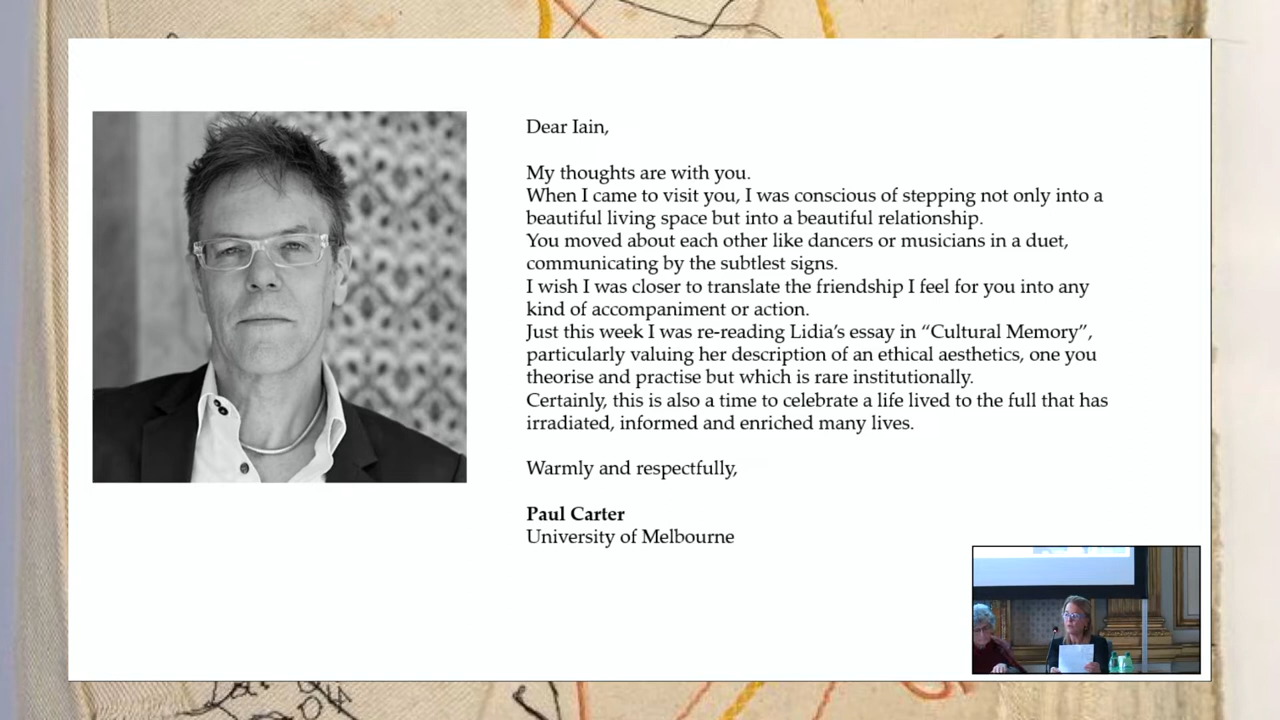 Dear Iain,
My thoughts are with you.
When I came to visit you, I was conscious of stepping not only into a
beautiful living space but into a beautiful relationship.
You moved about each other like dancers or musicians in a duet,
communicating by the subtlest signs.
I wish I was closer to translate the friendship I feel for you into any
kind of accompaniment or action.
Just this week I was re-reading Lidia’s essay in “Cultural Memory”,
particularly valuing her description of an ethical aesthetics, one you
theorise and practise but which is rare institutionally.
Certainly, this is also a time to celebrate a life lived to the full that has
irradiated, informed and enriched many lives.
Warmly and respectfully,
Paul Carter
University of Melbourne